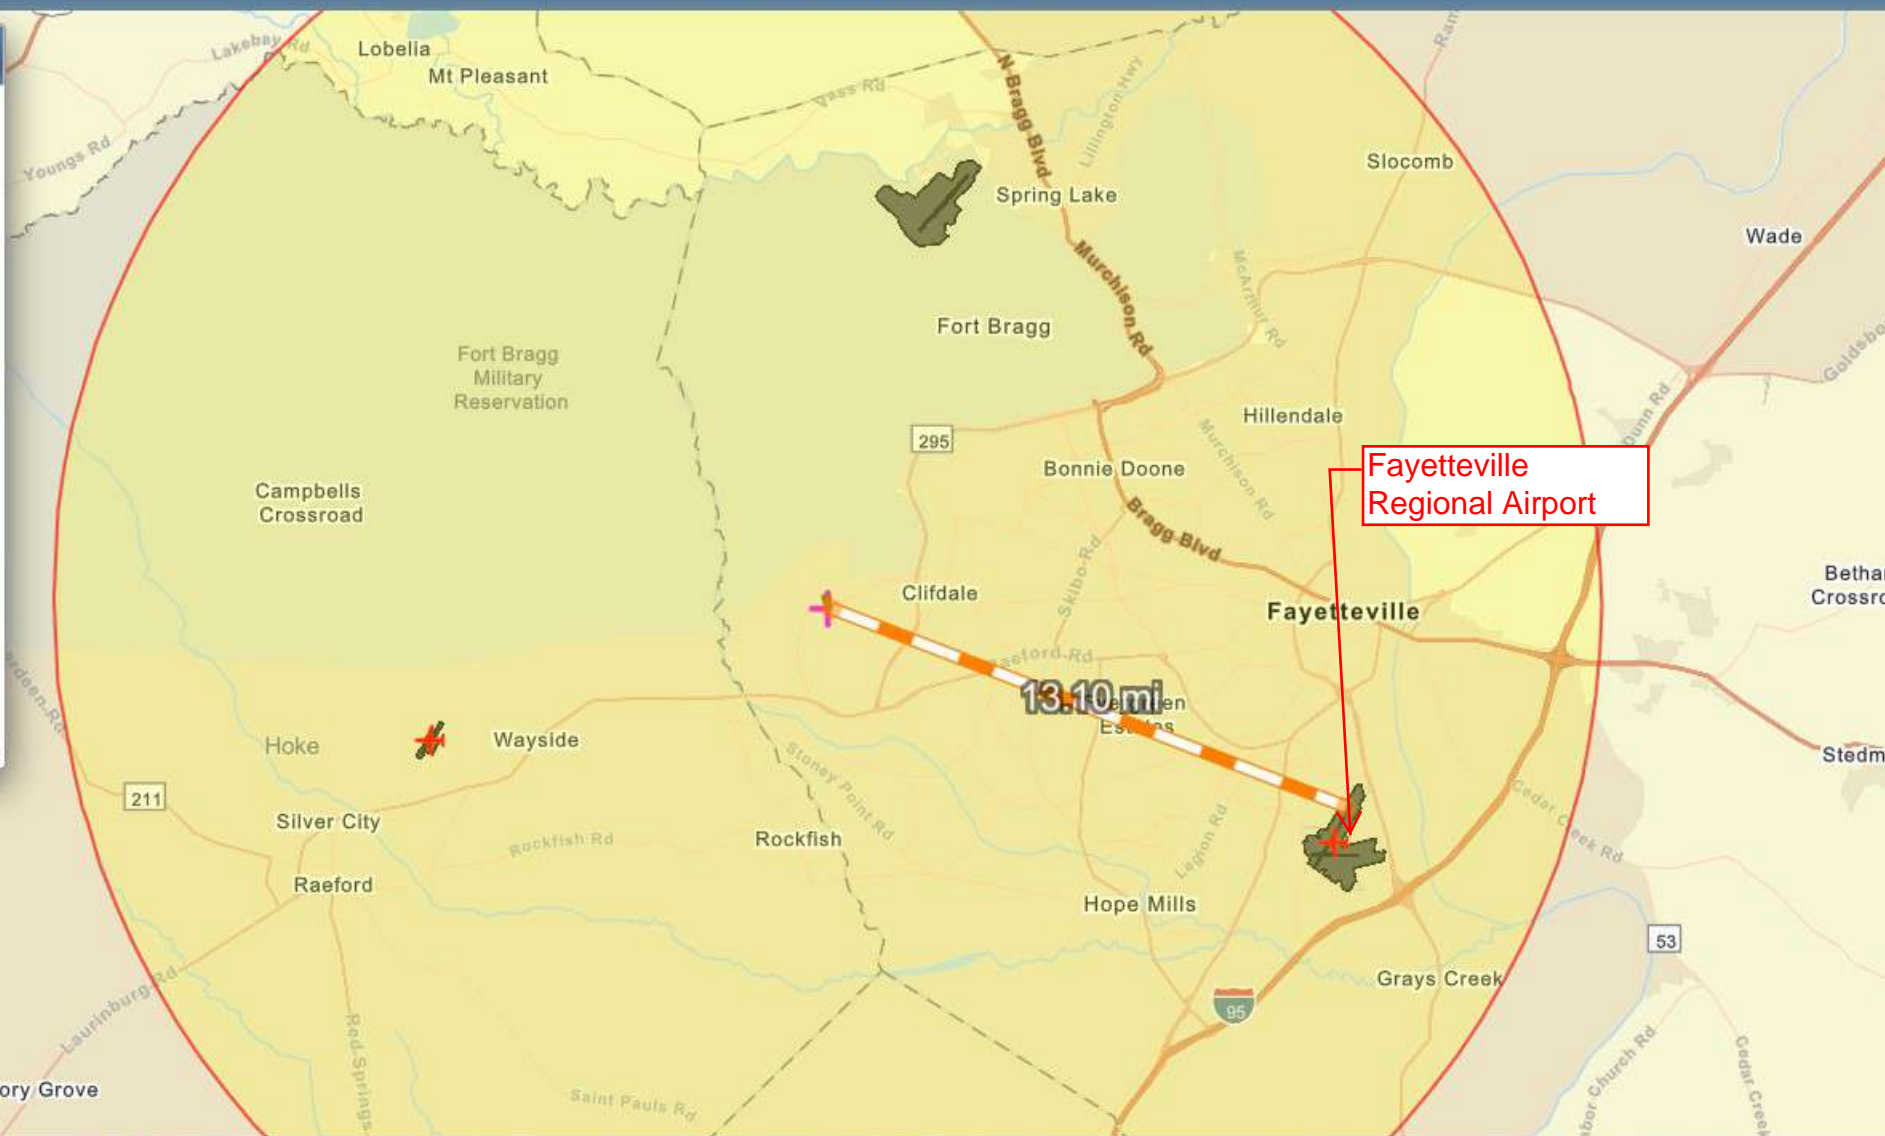 Lobelia
Lakebay Rd
Mt Pleasant
Vass Rd
N Bragg Blvd
Lillington Hwy
Youngs Rd
Slocomb
Spring Lake
Wade
Murchison Rd
McArthur Rd
Fort Bragg
Fort Bragg
Military
Reservation
Dunn Rd
Hillendale
295
Murchison Rd
Bonnie Doone
Fayetteville
Regional Airport
Campbells
Crossroad
Bragg Blvd
Skibo Rd
Clifdale
Fayetteville
13.10 mi
Hoke
Wayside
Stoney Point Rd
211
Silver City
Rockfish Rd
Rockfish
Legion Rd
Cedar Creek Rd
Raeford
Hope Mills
53
Grays Creek
95
Laurinburg Rd
Red Springs
Saint Pauls Rd
ory Grove